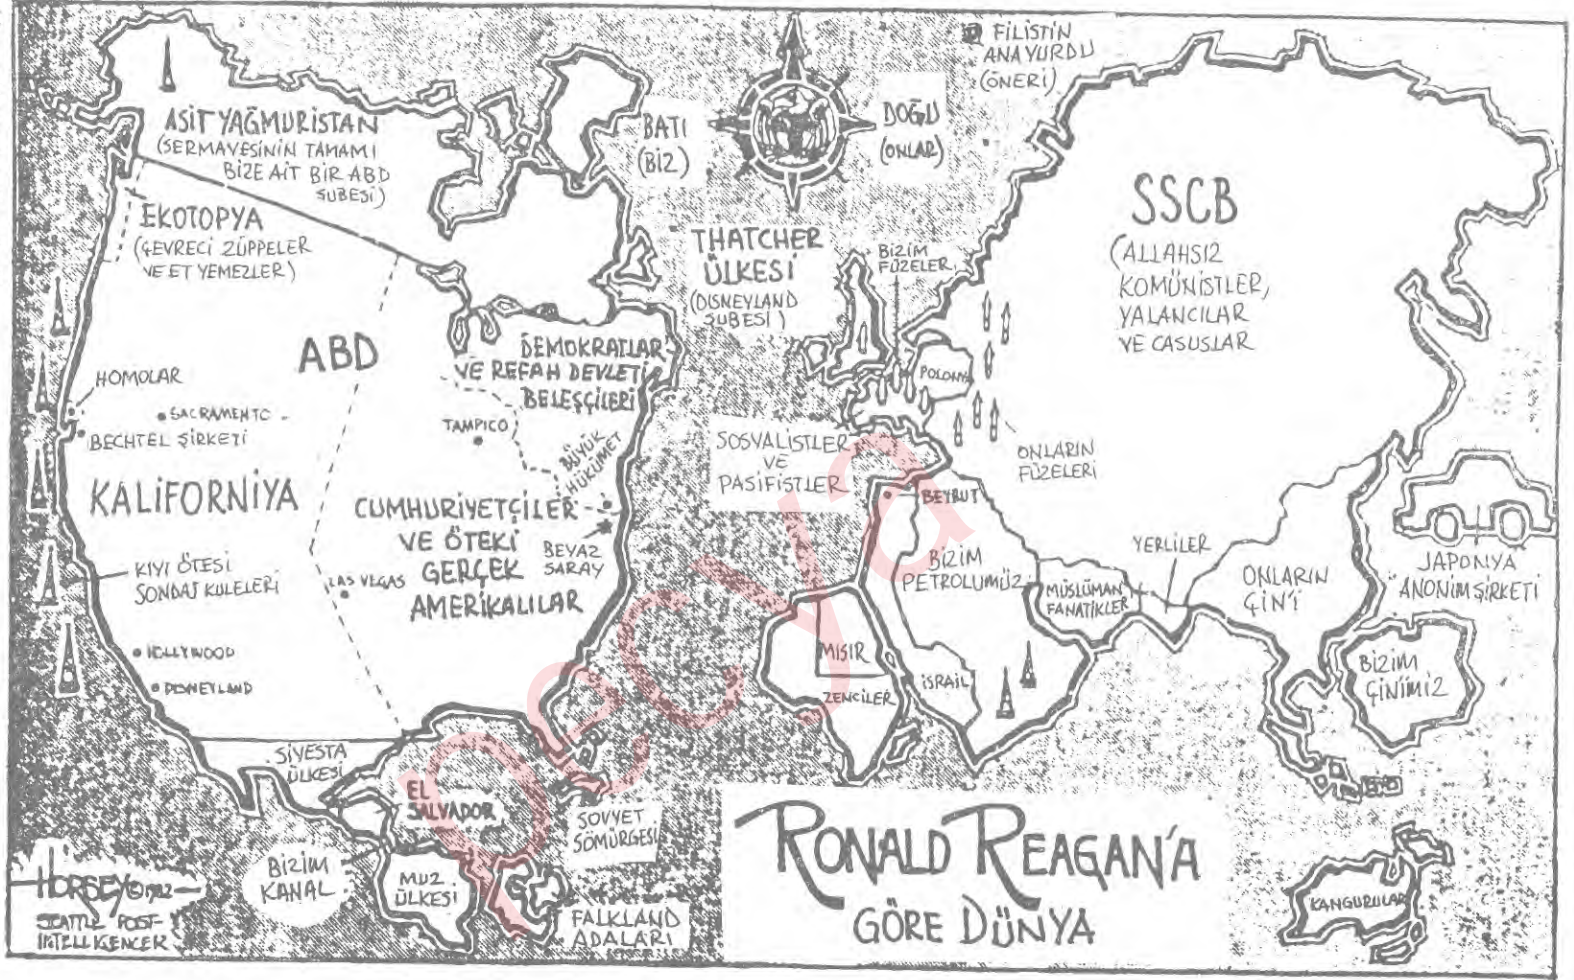 ASİT YAĞMURİSTAN
(SERMAYESİNİN TAMAMI
BİZE AİT BİR ABD
ŞUBESİ)
EKOTOPYA
(ÇEVRECİ ZÜPPELER
VE ET YEMEZLER)
ABD
HOMOLAR
SACRAMENTO
BECHTEL ŞİRKETİ
KALİFORNİYA
KIYI ÖTESİ
SONDAJ KULELERİ
HOLLYWOOD
DISNEYLAND
LAS VEGAS
DEMOKRATLAR
VE REFAH DEVLETİ
BELEŞÇİLERİ
TAMPICO
BÜYÜK
HÜKÜMET
CUMHURİYETÇİLER
VE ÖTEKİ
GERÇEK
AMERİKALILAR
BEYAZ
SARAY
SİYESTA
ÜLKESİ
EL
SALVADOR
SOVYET
SÖMÜRGESİ
BİZİM
KANAL
MUZ
ÜLKESİ
FALKLAND
ADALARI
HORSEY © 1982
SEATTLE POST-
INTELLIGENCER
BATI
(BİZ)
DOĞU
(ONLAR)
FİLİSTİN
ANAYURDU
(ÖNERİ)
THATCHER
ÜLKESİ
(DISNEYLAND
ŞUBESİ)
BİZİM
FÜZELER
POLONYA
SSCB
(ALLAHSIZ
KOMÜNİSTLER,
YALANCILAR
VE CASUSLAR
ONLARIN
FÜZELERİ
SOSYALİSTLER
VE
PASİFİSTLER
BEYRUT
BİZİM
PETROLÜMÜZ
MISIR
ZENCİLER
İSRAİL
MÜSLÜMAN
FANATİKLER
YERLİLER
ONLARIN
ÇİN'İ
JAPONYA
ANONİM ŞİRKETİ
BİZİM
ÇİNİMİZ
KANGURULAR
RONALD REAGAN'A
GÖRE DÜNYA
pecya